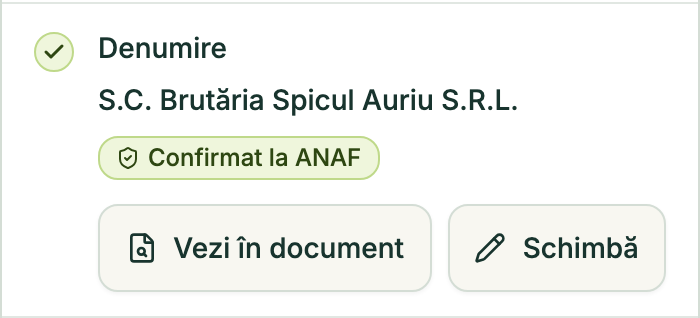 Denumire
S.C. Brutăria Spicul Auriu S.R.L.
Confirmat la ANAF
Vezi în document
Schimbă